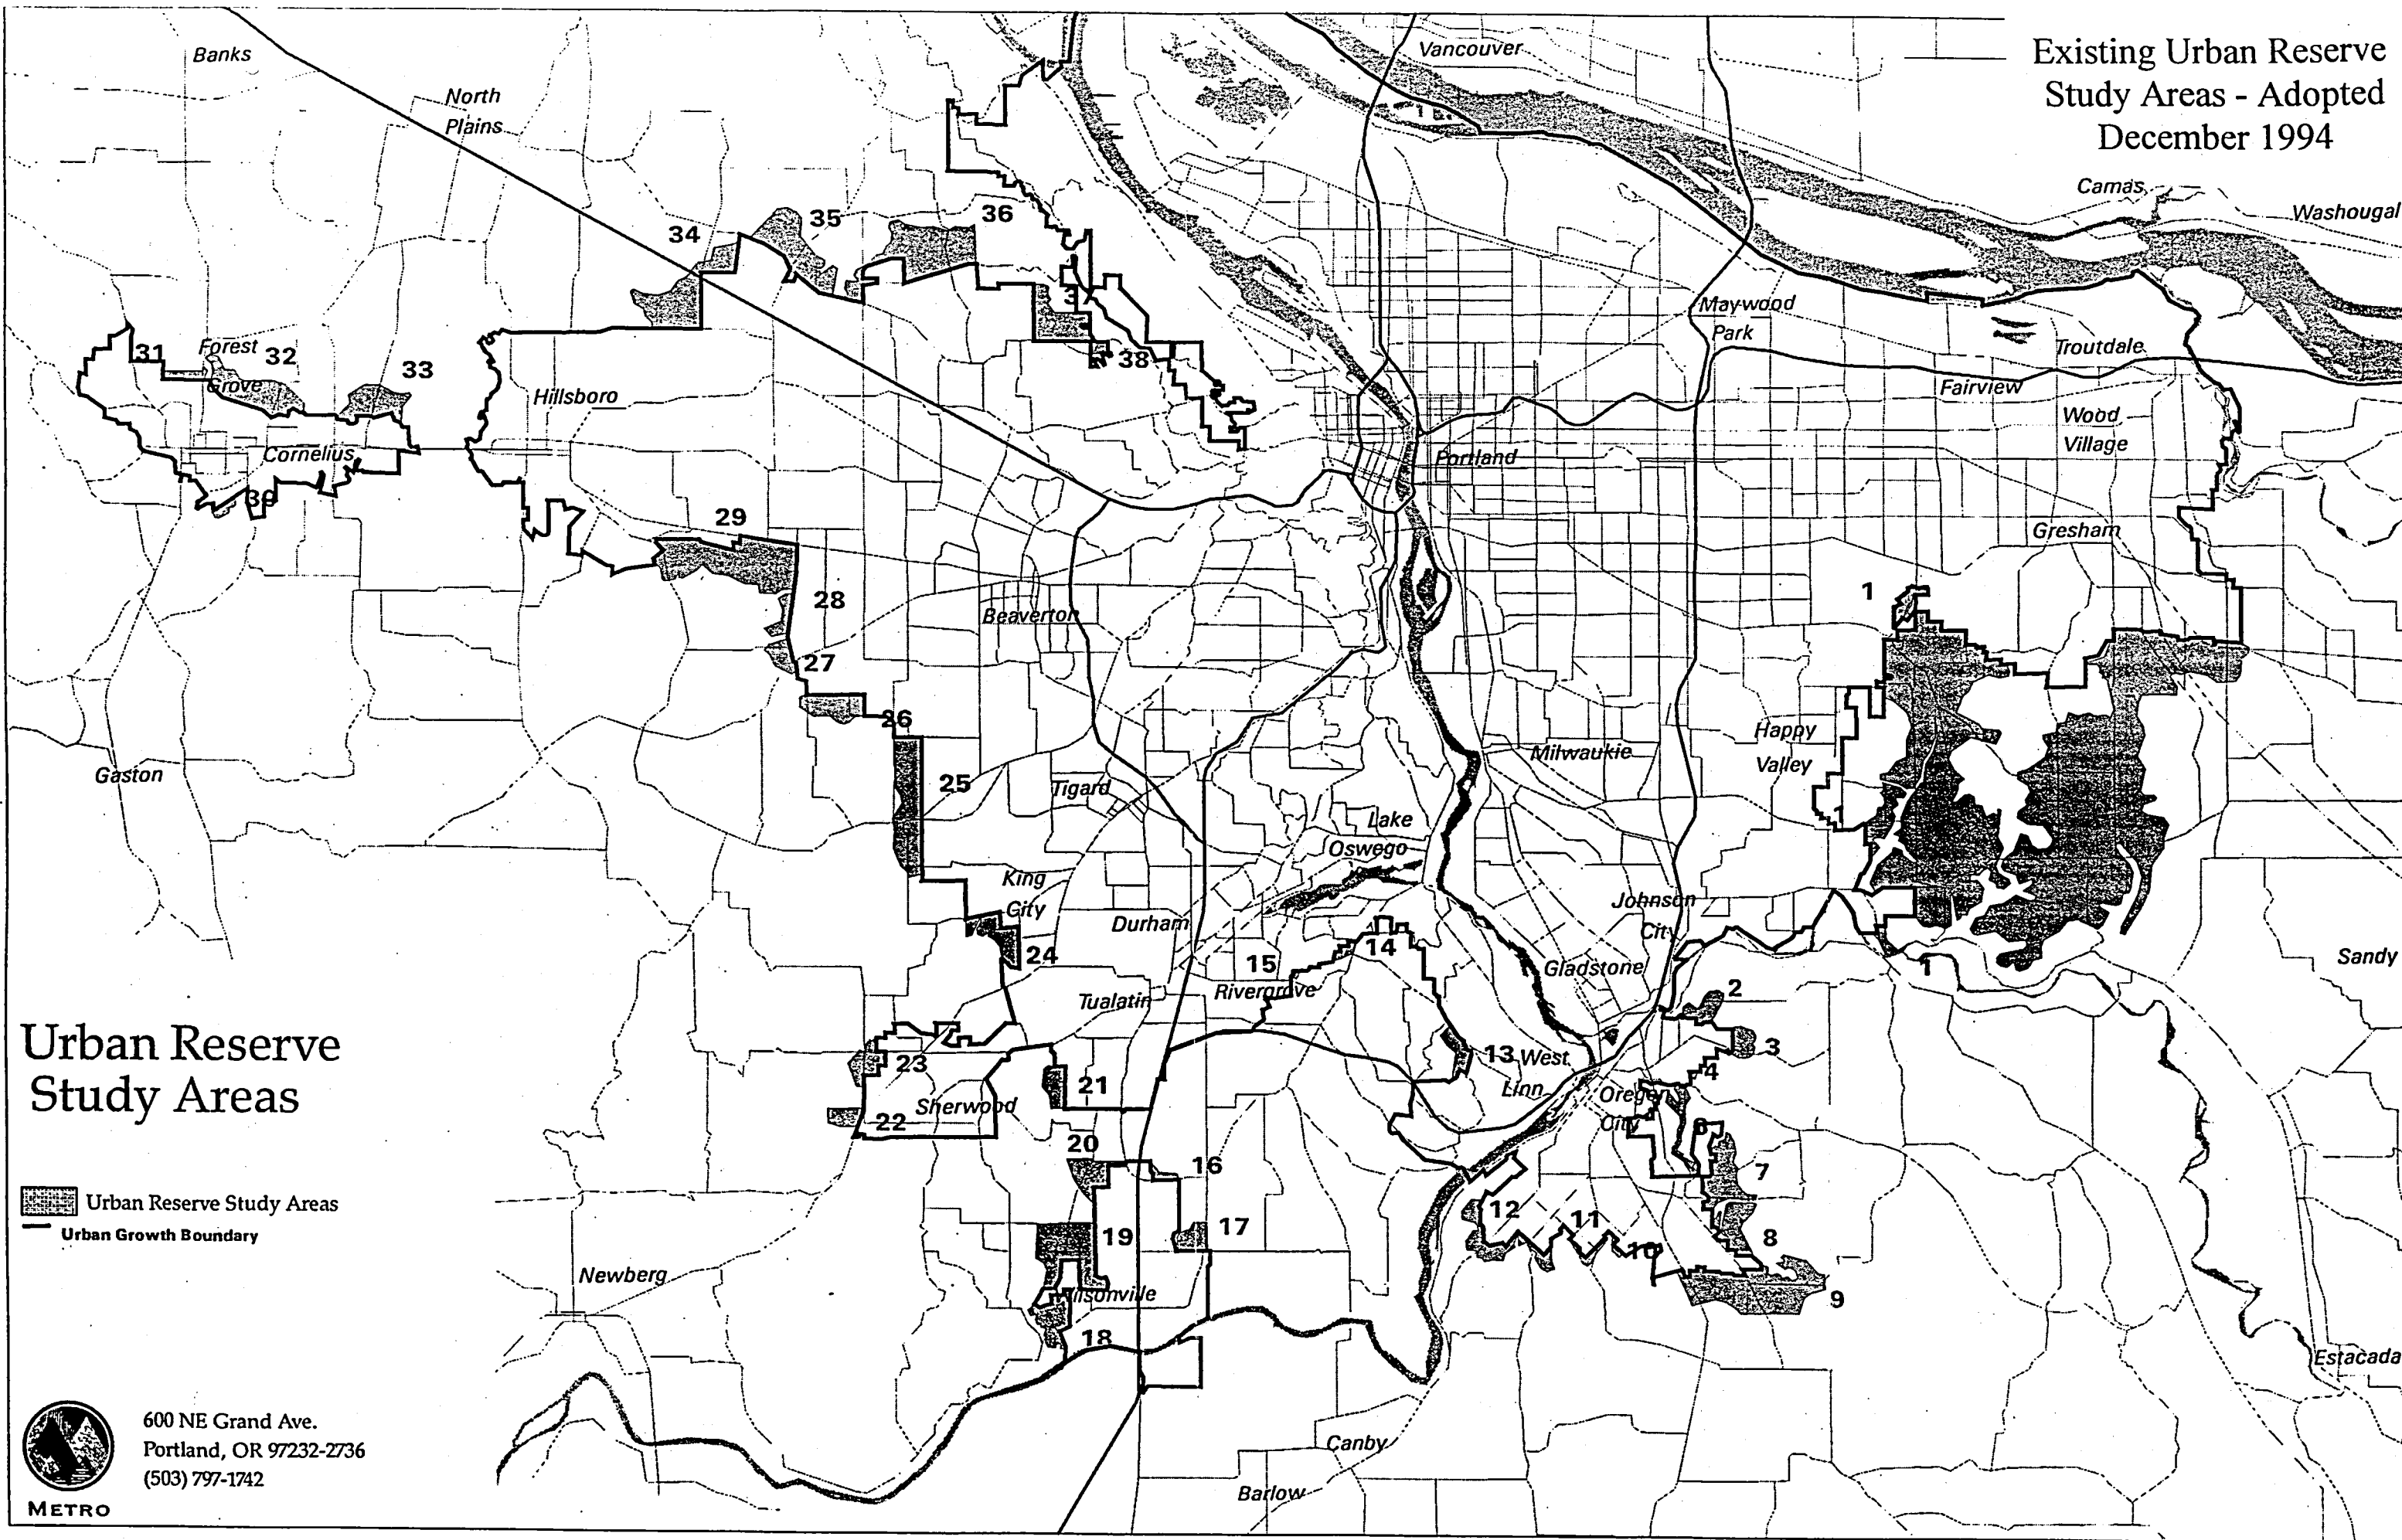 Existing Urban Reserve
Study Areas - Adopted
December 1994
Banks
North
Plains
Vancouver
Camas
Washougal
35
36
34
Maywood
Park
3
38
Troutdale
Fairview
31
Forest
Grove
32
33
Hillsboro
Wood
Village
Cornelius
Portland
30
29
Gresham
28
Beaverton
1
27
26
Happy
Valley
Milwaukie
Gaston
25
Tigard
1
Lake
Oswego
King
City
Durham
Johnson
City
24
14
15
Gladstone
1
Sandy
Rivergrove
Tualatin
2
3
Urban Reserve
Study Areas
23
13
West
Linn
4
21
Sherwood
22
Oregon
City
6
20
16
7
Urban Reserve Study Areas
Urban Growth Boundary
12
11
17
19
8
10
Newberg
9
18
Estacada
600 NE Grand Ave.
Portland, OR 97232-2736
(503) 797-1742
METRO
Canby
Barlow